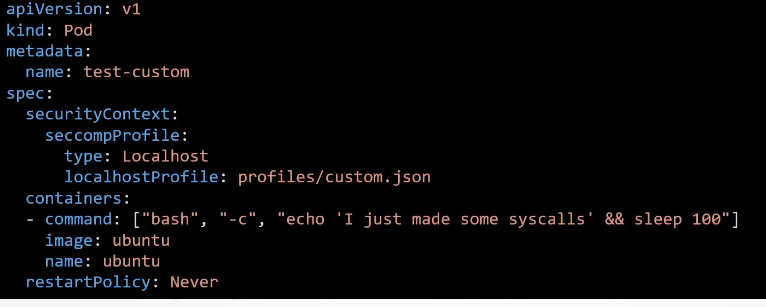 apiVersion: v1
kind: Pod
metadata:
  name: test-custom
spec:
  securityContext:
    seccompProfile:
      type: Localhost
      localhostProfile: profiles/custom.json
  containers:
  - command: ["bash", "-c", "echo 'I just made some syscalls' && sleep 100"]
    image: ubuntu
    name: ubuntu
  restartPolicy: Never